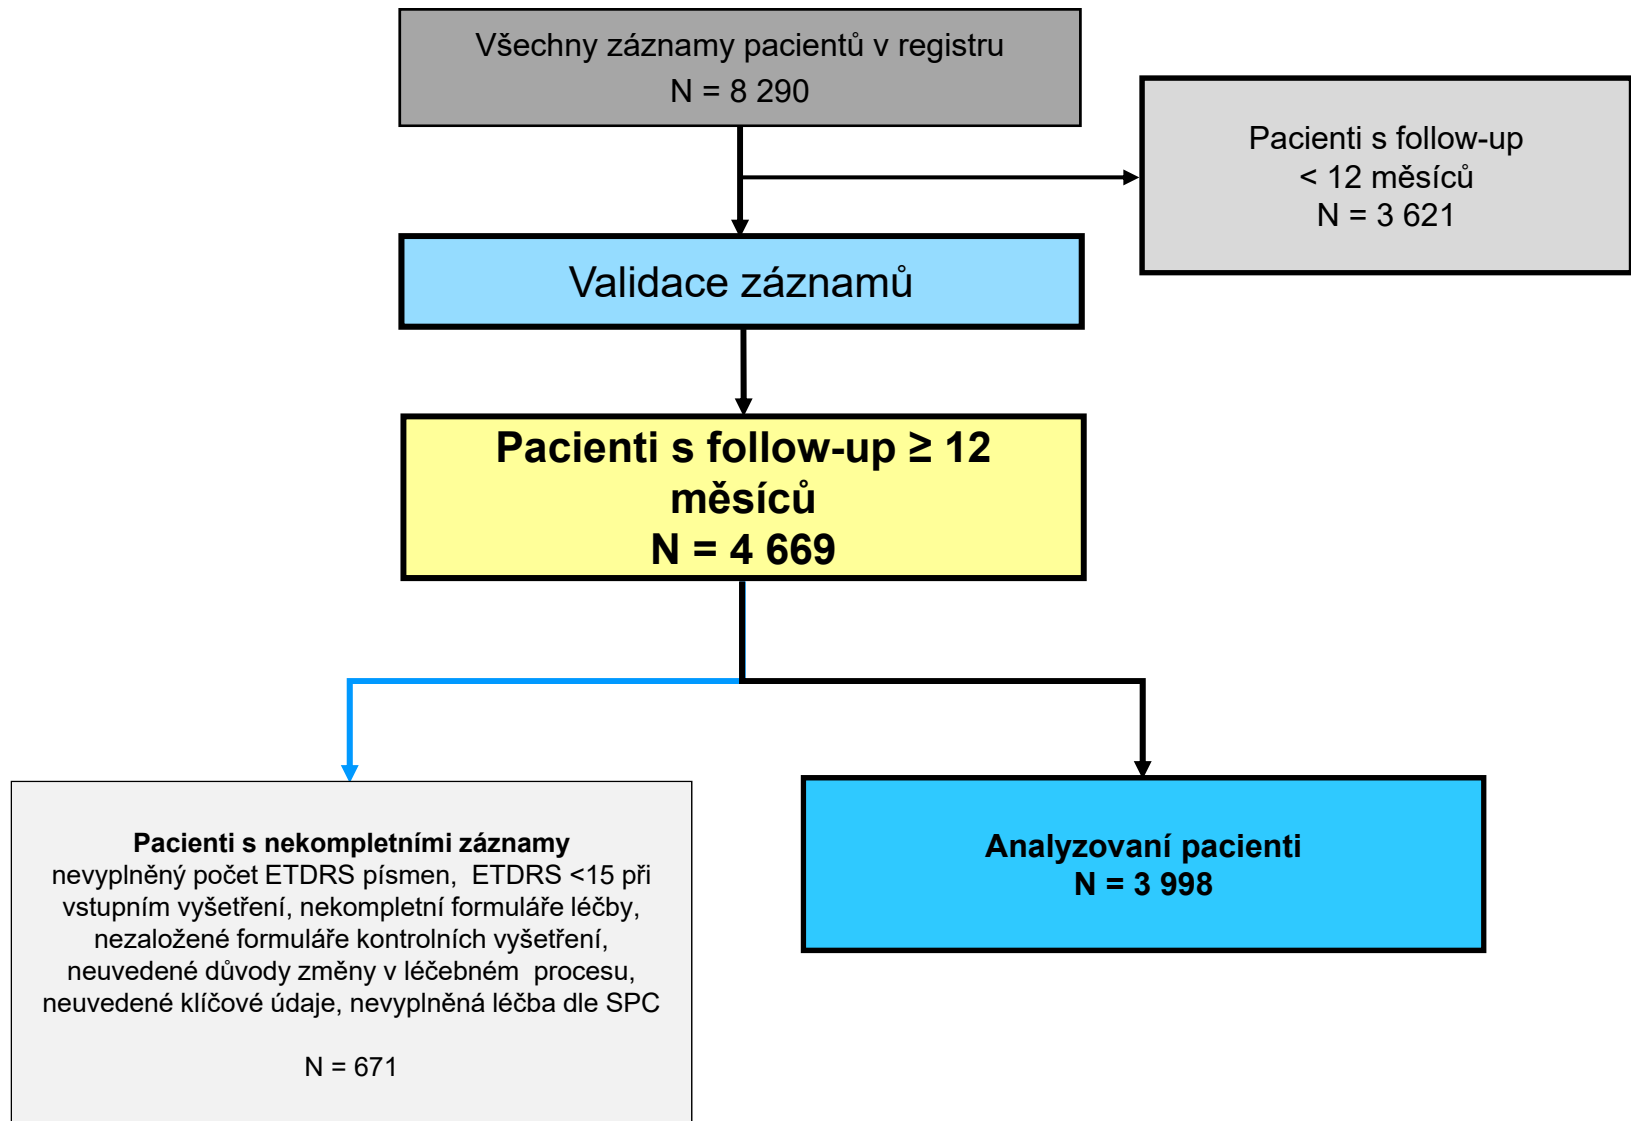 Všechny záznamy pacientů v registru
N = 8 290
Pacienti s follow-up
< 12 měsíců
N = 3 621
Validace záznamů
Pacienti s follow-up ≥ 12
měsíců
N = 4 669
Pacienti s nekompletními záznamy
nevyplněný počet ETDRS písmen, ETDRS <15 při
vstupním vyšetření, nekompletní formuláře léčby,
nezaložené formuláře kontrolních vyšetření,
neuvedené důvody změny v léčebném procesu,
neuvedené klíčové údaje, nevyplněná léčba dle SPC
N = 671
Analyzovaní pacienti
N = 3 998